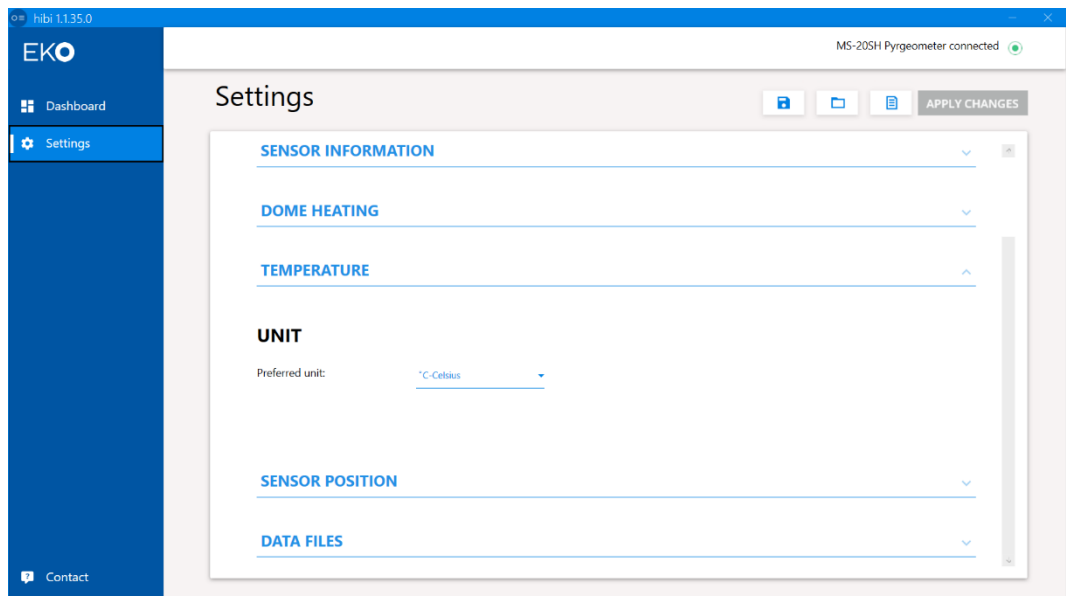 hibi 1.1.35.0
EKO
MS-20SH Pyrgeometer connected
Dashboard
Settings
Settings
APPLY CHANGES
SENSOR INFORMATION
DOME HEATING
TEMPERATURE
UNIT
Preferred unit:
°C-Celsius
SENSOR POSITION
DATA FILES
Contact